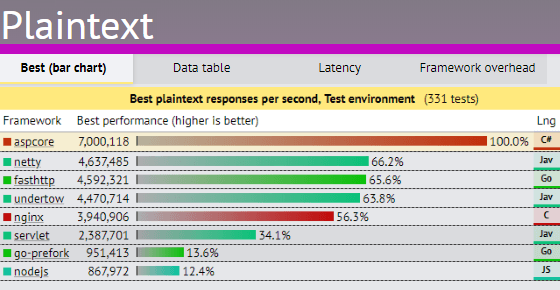 Plaintext
Best (bar chart) Data table Latency Framework overhead
Best plaintext responses per second, Test environment (331 tests)
Framework Best performance (higher is better) Lng
aspcore 7,000,118 100.0% C#
netty 4,637,485 66.2% Jav
fasthttp 4,592,321 65.6% Go
undertow 4,470,714 63.8% Jav
nginx 3,940,906 56.3% C
servlet 2,387,701 34.1% Jav
go-prefork 951,413 13.6% Go
nodejs 867,972 12.4% JS